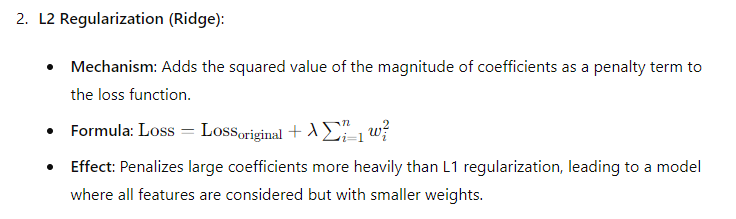 2. L2 Regularization (Ridge):
• Mechanism: Adds the squared value of the magnitude of coefficients as a penalty term to
the loss function.
• Formula: Loss = Loss_original + λ ∑_{i=1}^{n} w_i^2
• Effect: Penalizes large coefficients more heavily than L1 regularization, leading to a model
where all features are considered but with smaller weights.